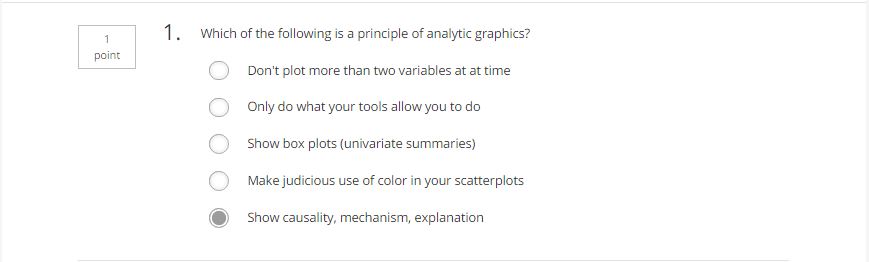 1
point
1. Which of the following is a principle of analytic graphics?
Don't plot more than two variables at at time
Only do what your tools allow you to do
Show box plots (univariate summaries)
Make judicious use of color in your scatterplots
Show causality, mechanism, explanation